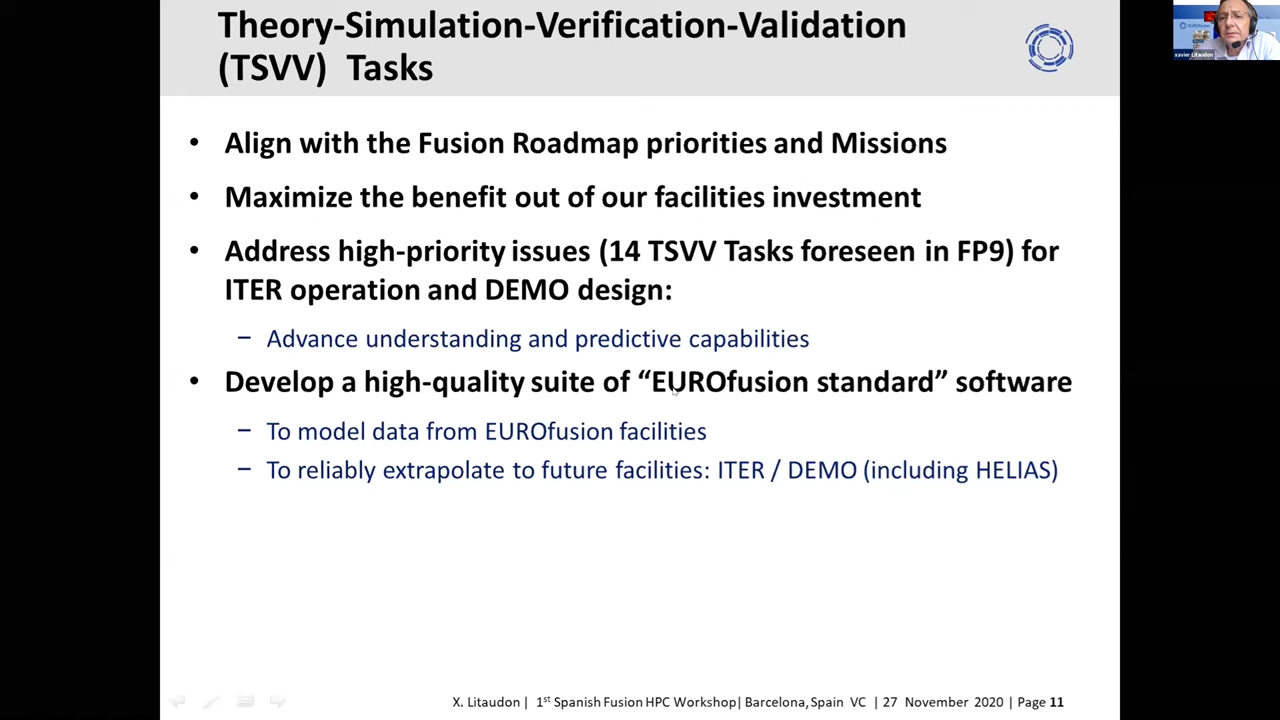 Theory-Simulation-Verification-Validation
(TSVV) Tasks
• Align with the Fusion Roadmap priorities and Missions
• Maximize the benefit out of our facilities investment
• Address high-priority issues (14 TSVV Tasks foreseen in FP9) for
ITER operation and DEMO design:
– Advance understanding and predictive capabilities
• Develop a high-quality suite of “EUROfusion standard” software
– To model data from EUROfusion facilities
– To reliably extrapolate to future facilities: ITER / DEMO (including HELIAS)
X. Litaudon | 1st Spanish Fusion HPC Workshop| Barcelona, Spain VC | 27 November 2020 | Page 11
EUROfusion
xavier Litaudon